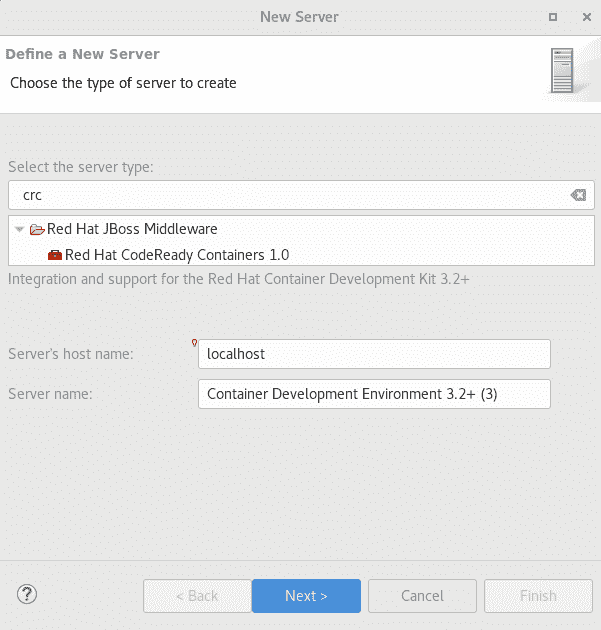 New Server
Define a New Server
Choose the type of server to create
Select the server type:
crc
Red Hat JBoss Middleware
Red Hat CodeReady Containers 1.0
Integration and support for the Red Hat Container Development Kit 3.2+
Server's host name: localhost
Server name: Container Development Environment 3.2+ (3)
? < Back Next > Cancel Finish